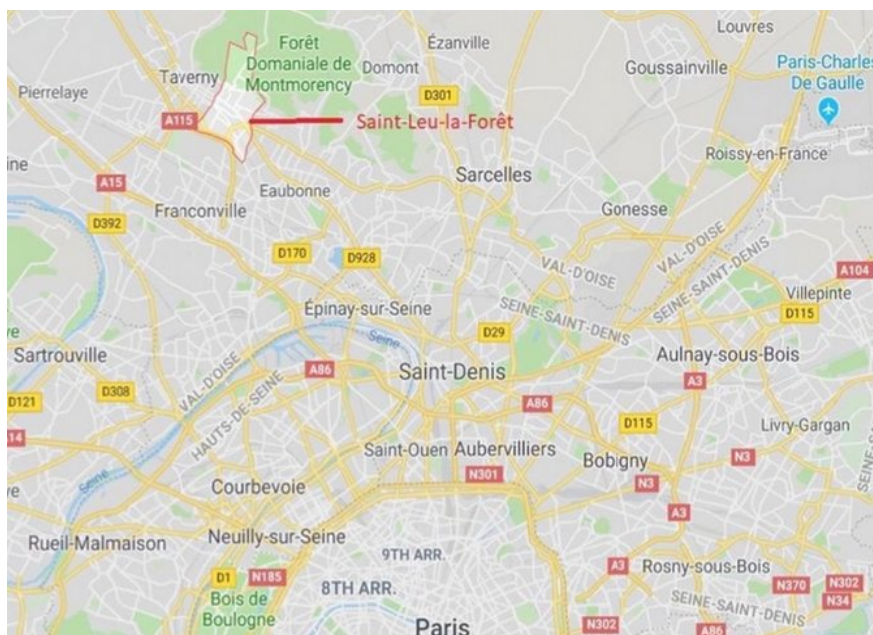 Louvres
Forêt
Domaniale de
Montmorency
Ézanville
Domont
Goussainville
Paris-Charles
De Gaulle
Taverny
Pierrelaye
D301
A115
Saint-Leu-la-Forêt
Roissy-en-France
Sarcelles
A15
Eaubonne
Franconville
Gonesse
D392
D170
D928
VAL-D'OISE
VAL-D'OISE
SEINE-SAINT-DENIS
SEINE-SAINT-DENIS
A104
Villepinte
D115
Épinay-sur-Seine
Seine
D29
Sartrouville
VAL-D'OISE
HAUTS-DE-SEINE
A86
Saint-Denis
Aulnay-sous-Bois
A3
D121
D308
A86
D115
Livry-Gargan
14
Saint-Ouen
Aubervilliers
Bobigny
N3
N301
N3
Seine
Courbevoie
A3
Rueil-Malmaison
Neuilly-sur-Seine
9TH ARR.
8TH ARR.
D1
N185
Bois de
Boulogne
A3
Rosny-sous-Bois
N370
N302
N34
SEINE-SAINT-DENIS
Paris
N302
A86